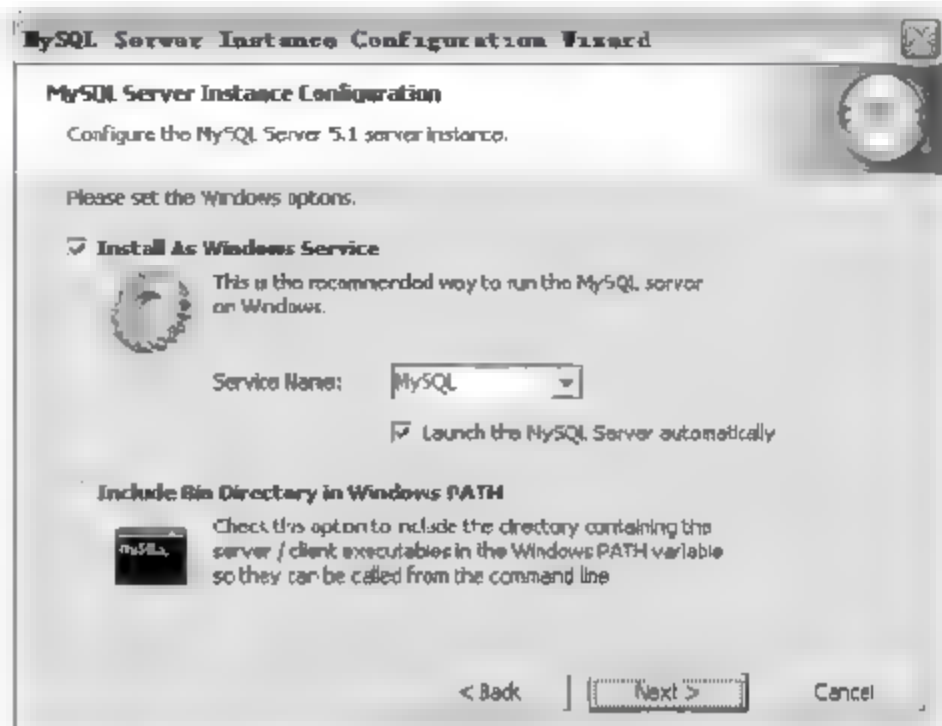 MySQL Server Instance Configuration Wizard
MySQL Server Instance Configuration
Configure the MySQL Server 5.1 server instance.
Please set the Windows options.
Install As Windows Service
This is the recommended way to run the MySQL server
on Windows.
Service Name: MySQL
Launch the MySQL Server automatically
Include Bin Directory in Windows PATH
Check this option to include the directory containing the
server / client executables in the Windows PATH variable
so they can be called from the command line
< Back Next > Cancel